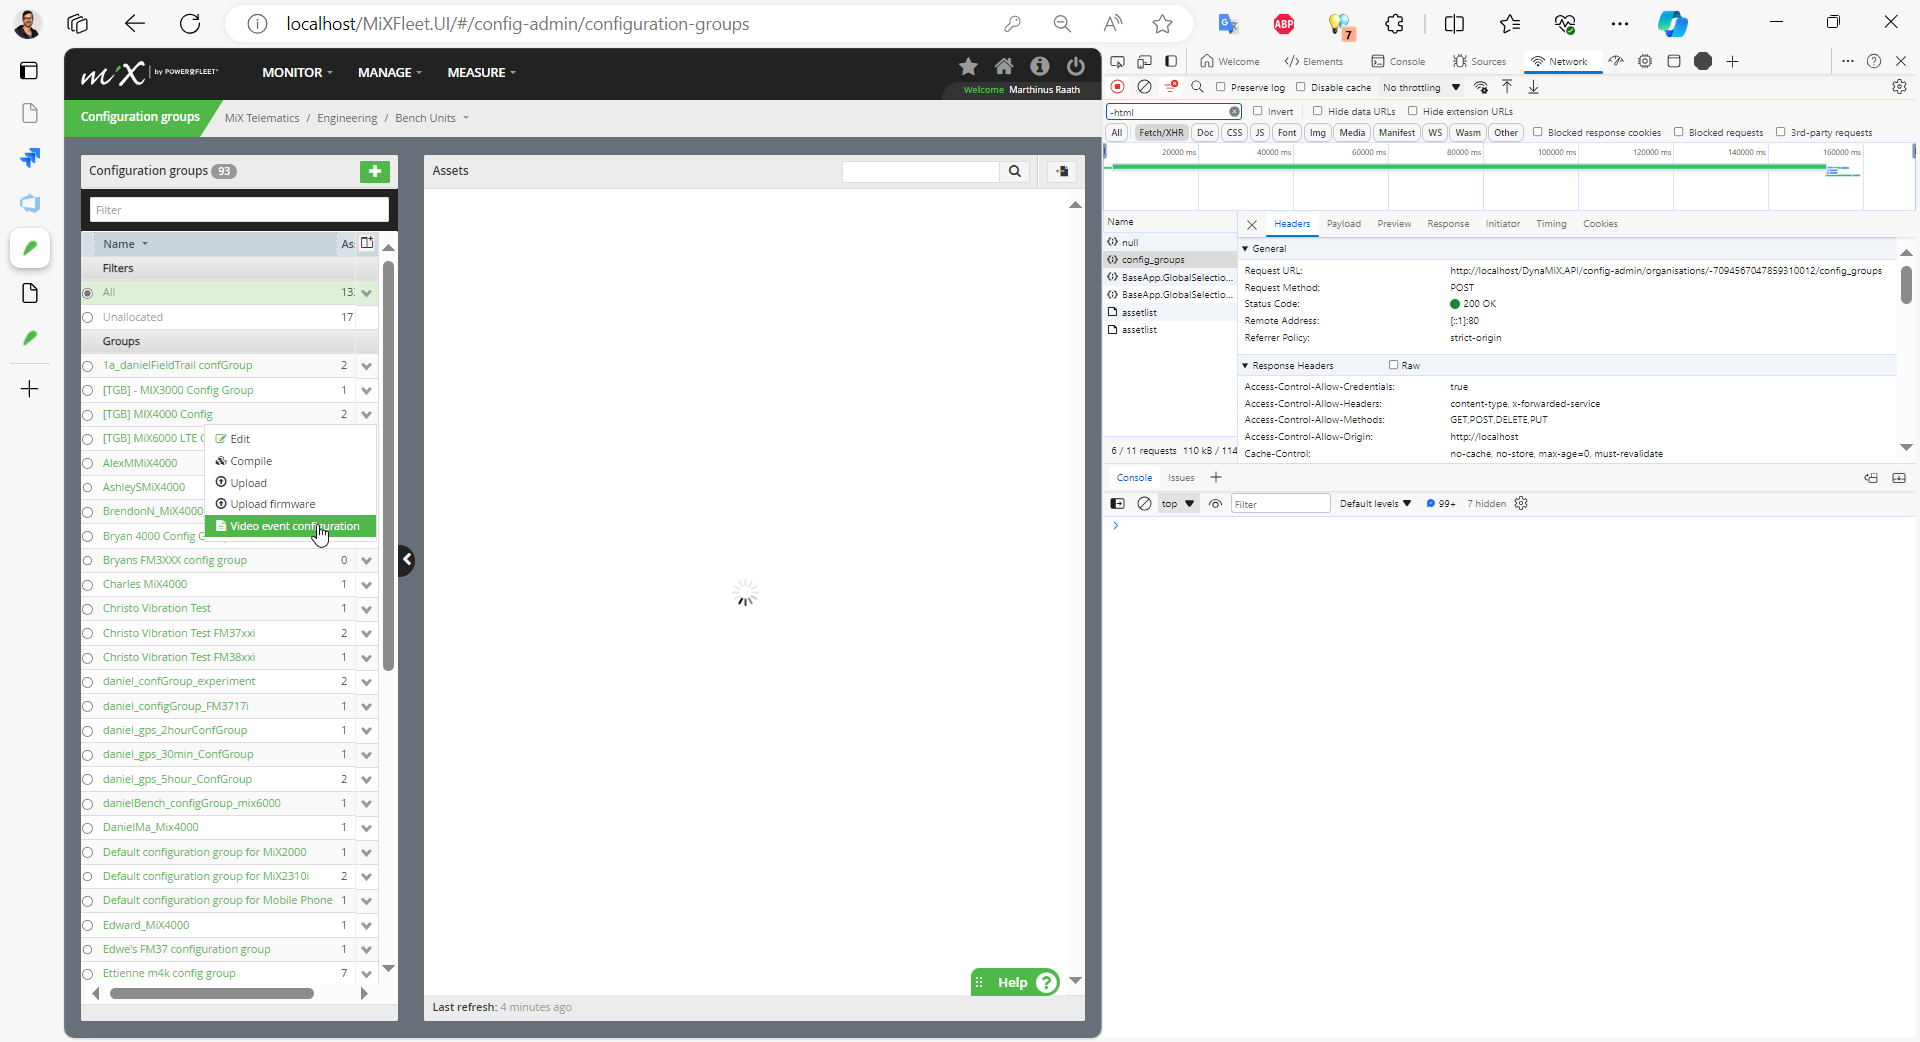 localhost/MiXFleet.UI/#/config-admin/configuration-groups
7
MiX by POWERFLEET
MONITOR
MANAGE
MEASURE
Welcome Marthinus Raath
Configuration groups
MiX Telematics / Engineering / Bench Units
Configuration groups 93
Filter
Name
As
Filters
All 13
Unallocated 17
Groups
1a_danielFieldTrail confGroup 2
[TGB] - MIX3000 Config Group 1
[TGB] MIX4000 Config 2
[TGB] MiX6000 LTE
AlexMMiX4000
AshleySMiX4000
BrendonN_MiX4000
Bryan 4000 Config
Edit
Compile
Upload
Upload firmware
Video event configuration
Bryans FM3XXX config group 0
Charles MiX4000 1
Christo Vibration Test 1
Christo Vibration Test FM37xxi 2
Christo Vibration Test FM38xxi 1
daniel_confGroup_experiment 2
daniel_configGroup_FM3717i 1
daniel_gps_2hourConfGroup 1
daniel_gps_30min_ConfGroup 1
daniel_gps_5hour_ConfGroup 2
danielBench_configGroup_mix6000 1
DanielMa_Mix4000 1
Default configuration group for MiX2000 1
Default configuration group for MiX2310i 2
Default configuration group for Mobile Phone 1
Edward_MiX4000 1
Edwe's FM37 configuration group 1
Ettienne m4k config group 7
Assets
Help ?
Last refresh: 4 minutes ago
Welcome
Elements
Console
Sources
Network
Preserve log
Disable cache
No throttling
-html
Invert
Hide data URLs
Hide extension URLs
All
Fetch/XHR
Doc
CSS
JS
Font
Img
Media
Manifest
WS
Wasm
Other
Blocked response cookies
Blocked requests
3rd-party requests
20000 ms
40000 ms
60000 ms
80000 ms
100000 ms
120000 ms
140000 ms
160000 ms
Name
null
config_groups
BaseApp.GlobalSelectio...
BaseApp.GlobalSelectio...
assetlist
assetlist
6 / 11 requests 110 kB / 114
Headers
Payload
Preview
Response
Initiator
Timing
Cookies
General
Request URL: http://localhost/DynaMiX.API/config-admin/organisations/-7094567047859310012/config_groups
Request Method: POST
Status Code: 200 OK
Remote Address: [::1]:80
Referrer Policy: strict-origin
Response Headers
Raw
Access-Control-Allow-Credentials: true
Access-Control-Allow-Headers: content-type, x-forwarded-service
Access-Control-Allow-Methods: GET,POST,DELETE,PUT
Access-Control-Allow-Origin: http://localhost
Cache-Control: no-cache, no-store, max-age=0, must-revalidate
Console
Issues
top
Filter
Default levels
99+
7 hidden